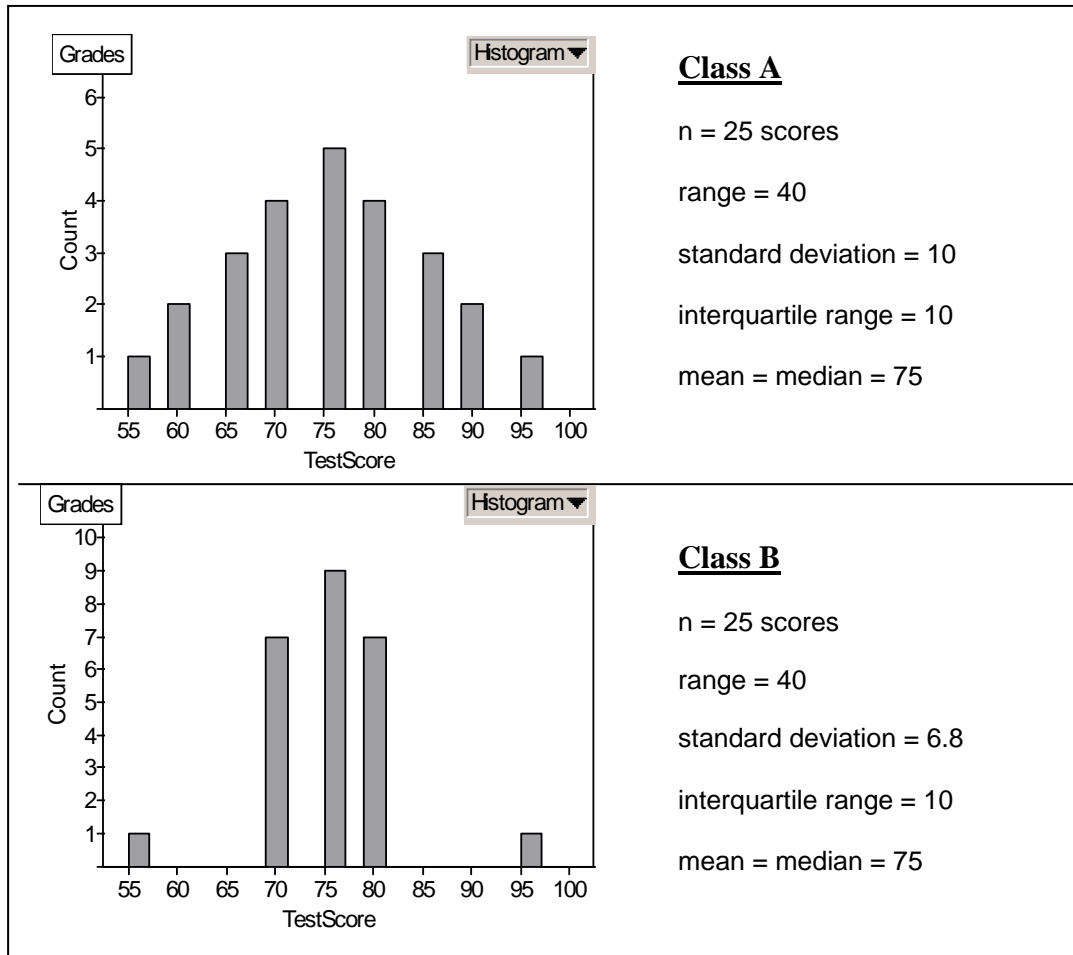 Grades
Histogram
6
5
4
3
2
1
Count
55 60 65 70 75 80 85 90 95 100
TestScore
Class A
n = 25 scores
range = 40
standard deviation = 10
interquartile range = 10
mean = median = 75
Grades
Histogram
10
9
8
7
6
5
4
3
2
1
Count
55 60 65 70 75 80 85 90 95 100
TestScore
Class B
n = 25 scores
range = 40
standard deviation = 6.8
interquartile range = 10
mean = median = 75